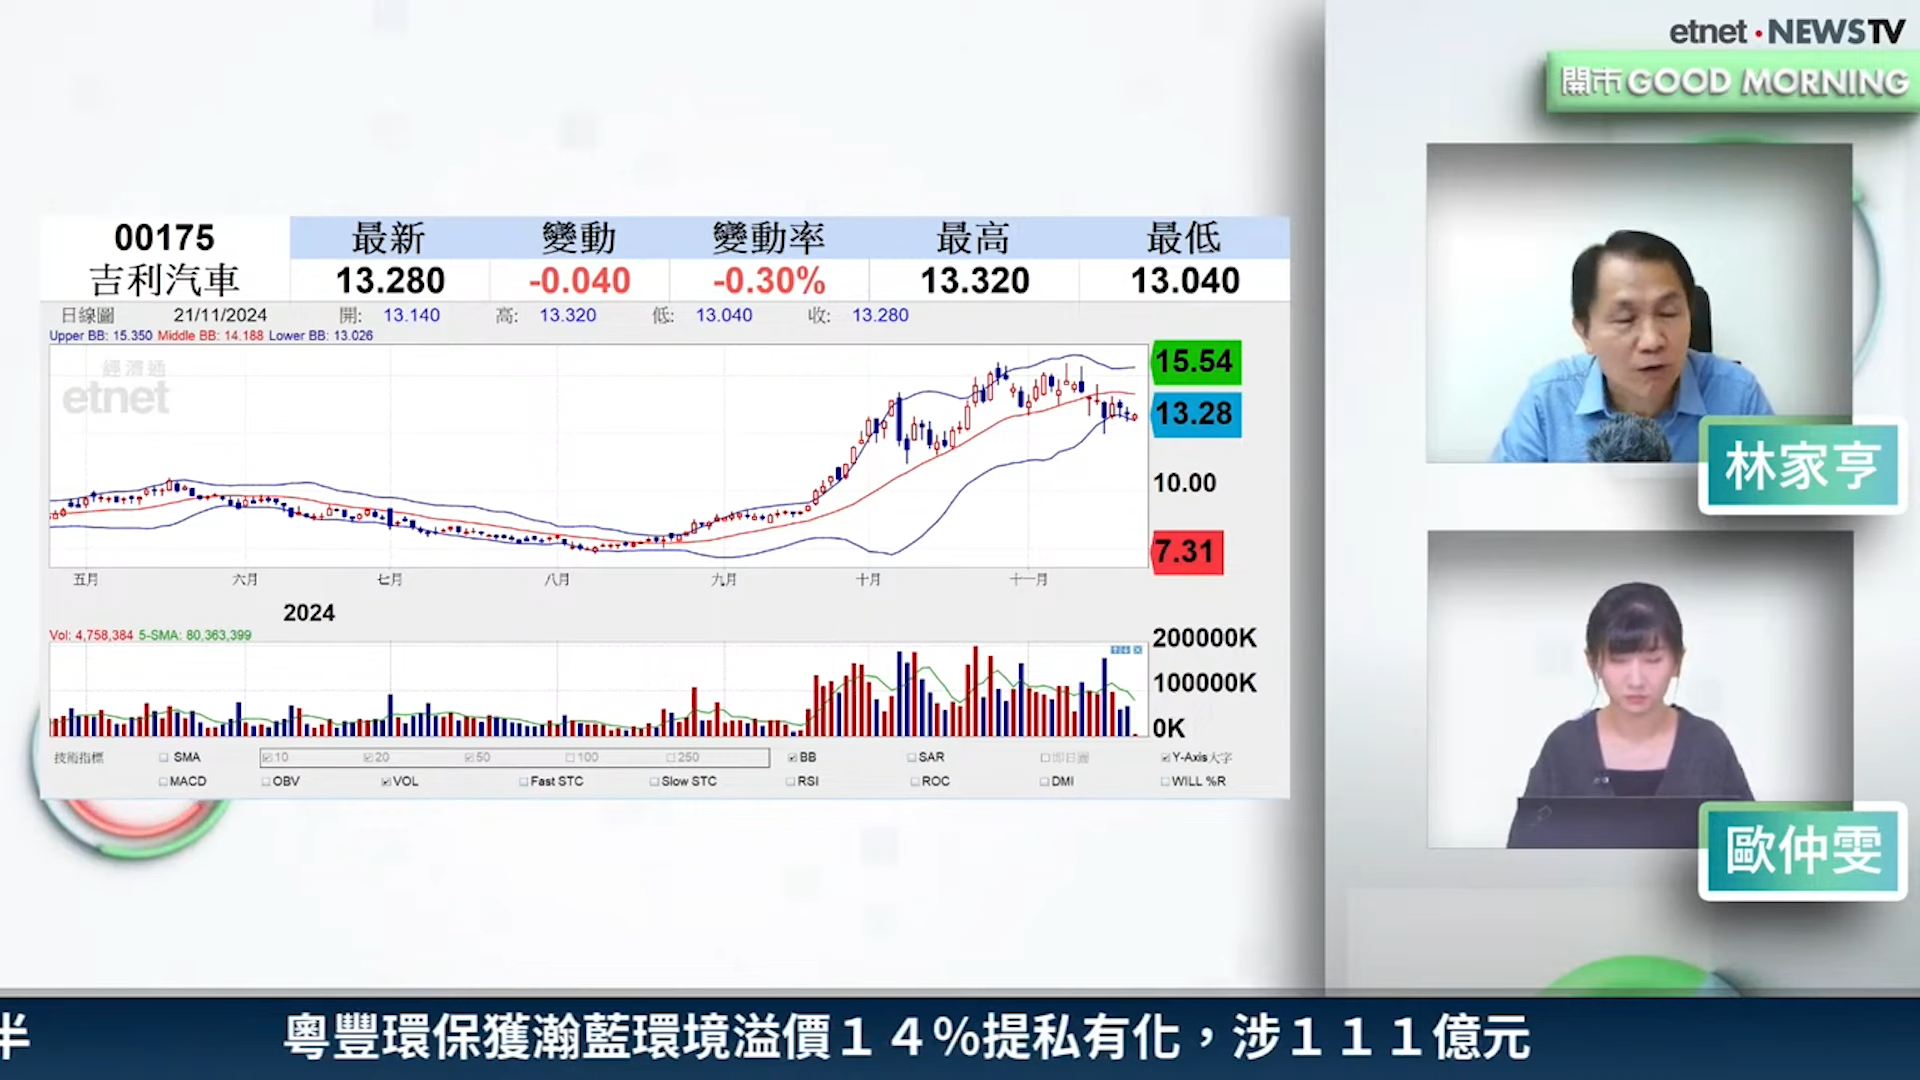 etnet·NEWSTV
開市GOOD MORNING
00175 最新 變動 變動率 最高 最低
吉利汽車 13.280 -0.040 -0.30% 13.320 13.040
日線圖 21/11/2024 開: 13.140 高: 13.320 低: 13.040 收: 13.280
Upper BB: 15.350 Middle BB: 14.188 Lower BB: 13.026
經濟通
etnet
15.54
13.28
10.00
7.31
五月 六月 七月 八月 九月 十月 十一月
2024
Vol: 4,758,384 5-SMA: 80,363,399
200000K
100000K
0K
技術指標 SMA 10 20 50 100 250 BB SAR 即日圖 Y-Axis大字
MACD OBV VOL Fast STC Slow STC RSI ROC DMI WILL %R
林家亨
歐仲雯
半 粵豐環保獲瀚藍環境溢價14%提私有化，涉111億元